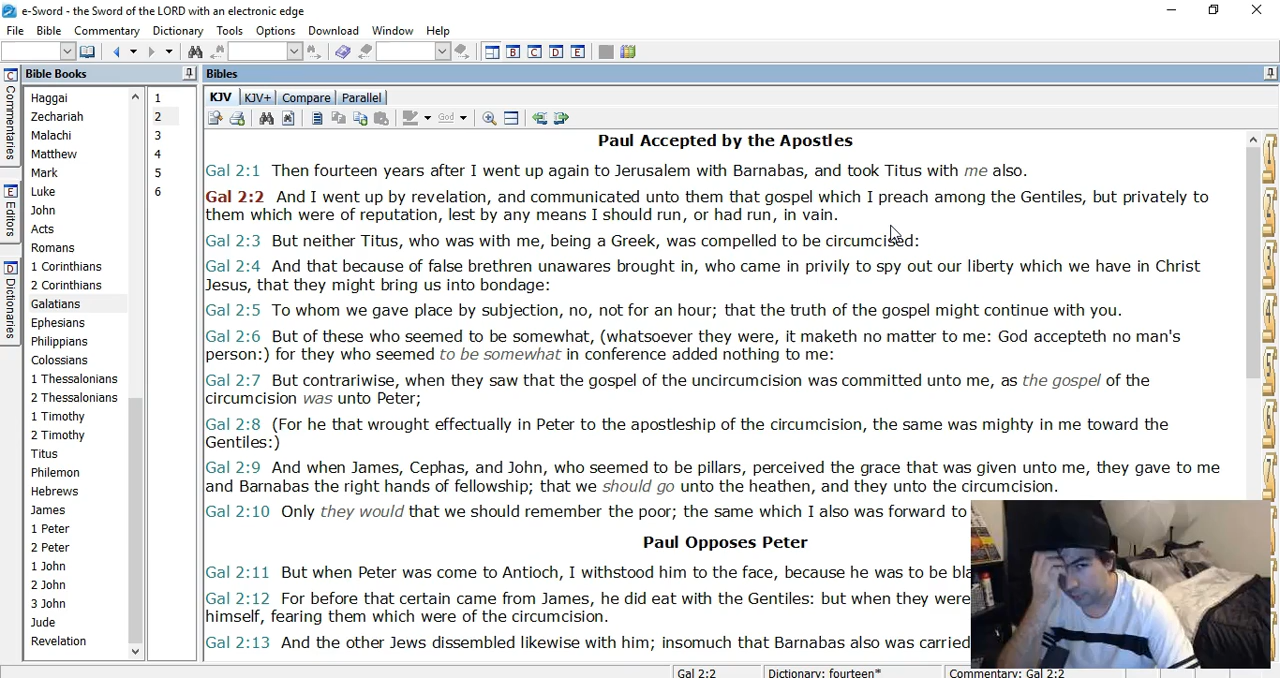 e-Sword - the Sword of the LORD with an electronic edge
File Bible Commentary Dictionary Tools Options Download Window Help
B C D E
C Commentaries
E Editors
D Dictionaries
Bible Books
Haggai
Zechariah
Malachi
Matthew
Mark
Luke
John
Acts
Romans
1 Corinthians
2 Corinthians
Galatians
Ephesians
Philippians
Colossians
1 Thessalonians
2 Thessalonians
1 Timothy
2 Timothy
Titus
Philemon
Hebrews
James
1 Peter
2 Peter
1 John
2 John
3 John
Jude
Revelation
1
2
3
4
5
6
Bibles
KJV KJV+ Compare Parallel
God
Paul Accepted by the Apostles
Gal 2:1 Then fourteen years after I went up again to Jerusalem with Barnabas, and took Titus with me also.
Gal 2:2 And I went up by revelation, and communicated unto them that gospel which I preach among the Gentiles, but privately to
them which were of reputation, lest by any means I should run, or had run, in vain.
Gal 2:3 But neither Titus, who was with me, being a Greek, was compelled to be circumcised:
Gal 2:4 And that because of false brethren unawares brought in, who came in privily to spy out our liberty which we have in Christ
Jesus, that they might bring us into bondage:
Gal 2:5 To whom we gave place by subjection, no, not for an hour; that the truth of the gospel might continue with you.
Gal 2:6 But of these who seemed to be somewhat, (whatsoever they were, it maketh no matter to me: God accepteth no man's
person:) for they who seemed to be somewhat in conference added nothing to me:
Gal 2:7 But contrariwise, when they saw that the gospel of the uncircumcision was committed unto me, as the gospel of the
circumcision was unto Peter;
Gal 2:8 (For he that wrought effectually in Peter to the apostleship of the circumcision, the same was mighty in me toward the
Gentiles:)
Gal 2:9 And when James, Cephas, and John, who seemed to be pillars, perceived the grace that was given unto me, they gave to me
and Barnabas the right hands of fellowship; that we should go unto the heathen, and they unto the circumcision.
Gal 2:10 Only they would that we should remember the poor; the same which I also was forward to
Paul Opposes Peter
Gal 2:11 But when Peter was come to Antioch, I withstood him to the face, because he was to be bla
Gal 2:12 For before that certain came from James, he did eat with the Gentiles: but when they were
himself, fearing them which were of the circumcision.
Gal 2:13 And the other Jews dissembled likewise with him; insomuch that Barnabas also was carried
1
2
3
4
5
6
7
Gal 2:2 Dictionary: fourteen* Commentary: Gal 2:2